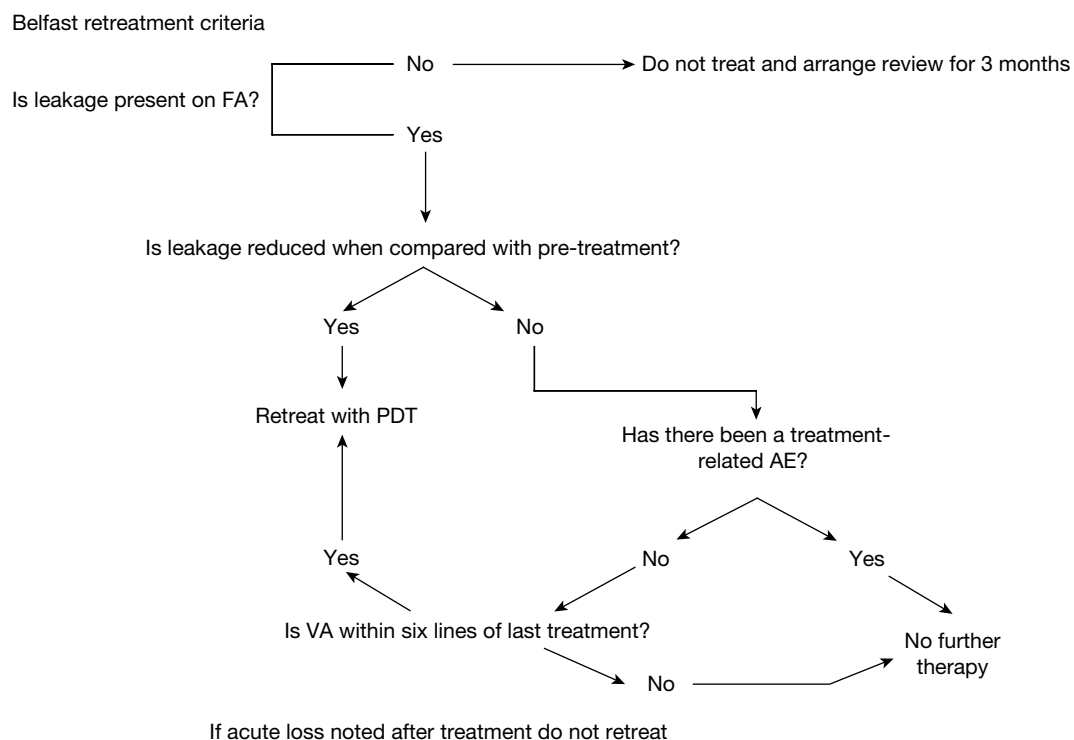 Belfast retreatment criteria
No
Do not treat and arrange review for 3 months
Is leakage present on FA?
Yes
Is leakage reduced when compared with pre-treatment?
Yes
No
Retreat with PDT
Has there been a treatment-
related AE?
Yes
No
Yes
Is VA within six lines of last treatment?
No further
therapy
No
If acute loss noted after treatment do not retreat